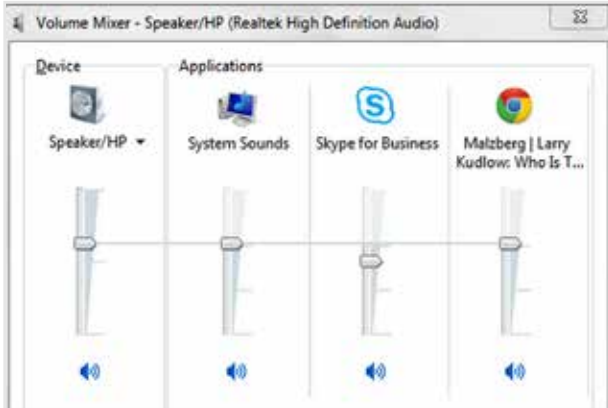 Volume Mixer - Speaker/HP (Realtek High Definition Audio)
Device
Applications
Speaker/HP
System Sounds
Skype for Business
Malzberg | Larry
Kudlow: Who Is T...